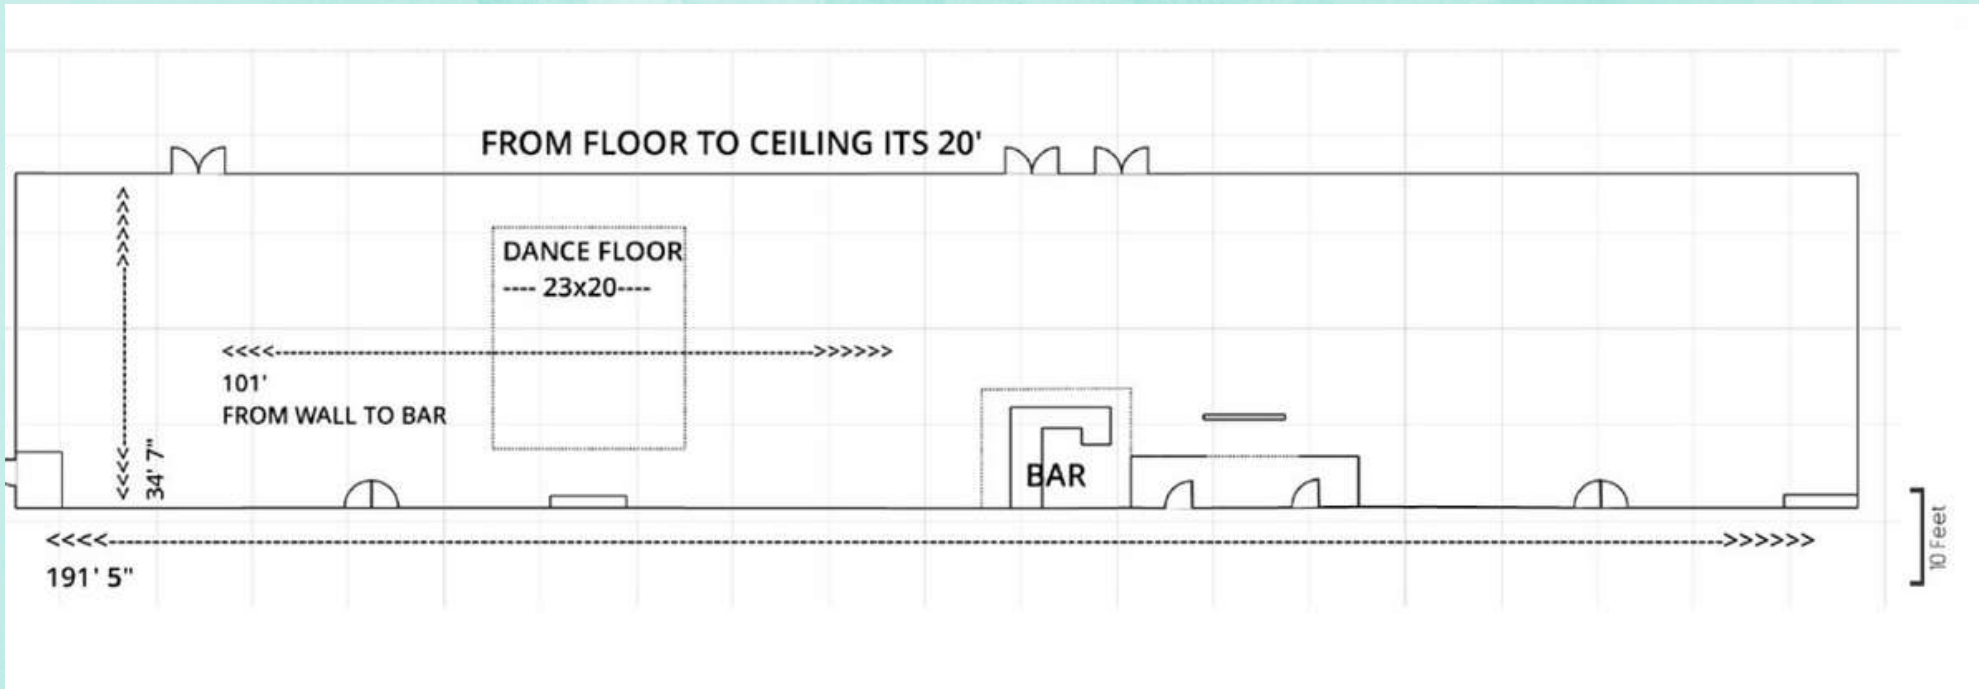 FROM FLOOR TO CEILING ITS 20'
DANCE FLOOR
---- 23x20----
<<<<-------------------------------------------------->>>>>>
101'
FROM WALL TO BAR
34' 7"
BAR
10 Feet
<<<<-------------------------------------------------->>>>>>
191' 5"